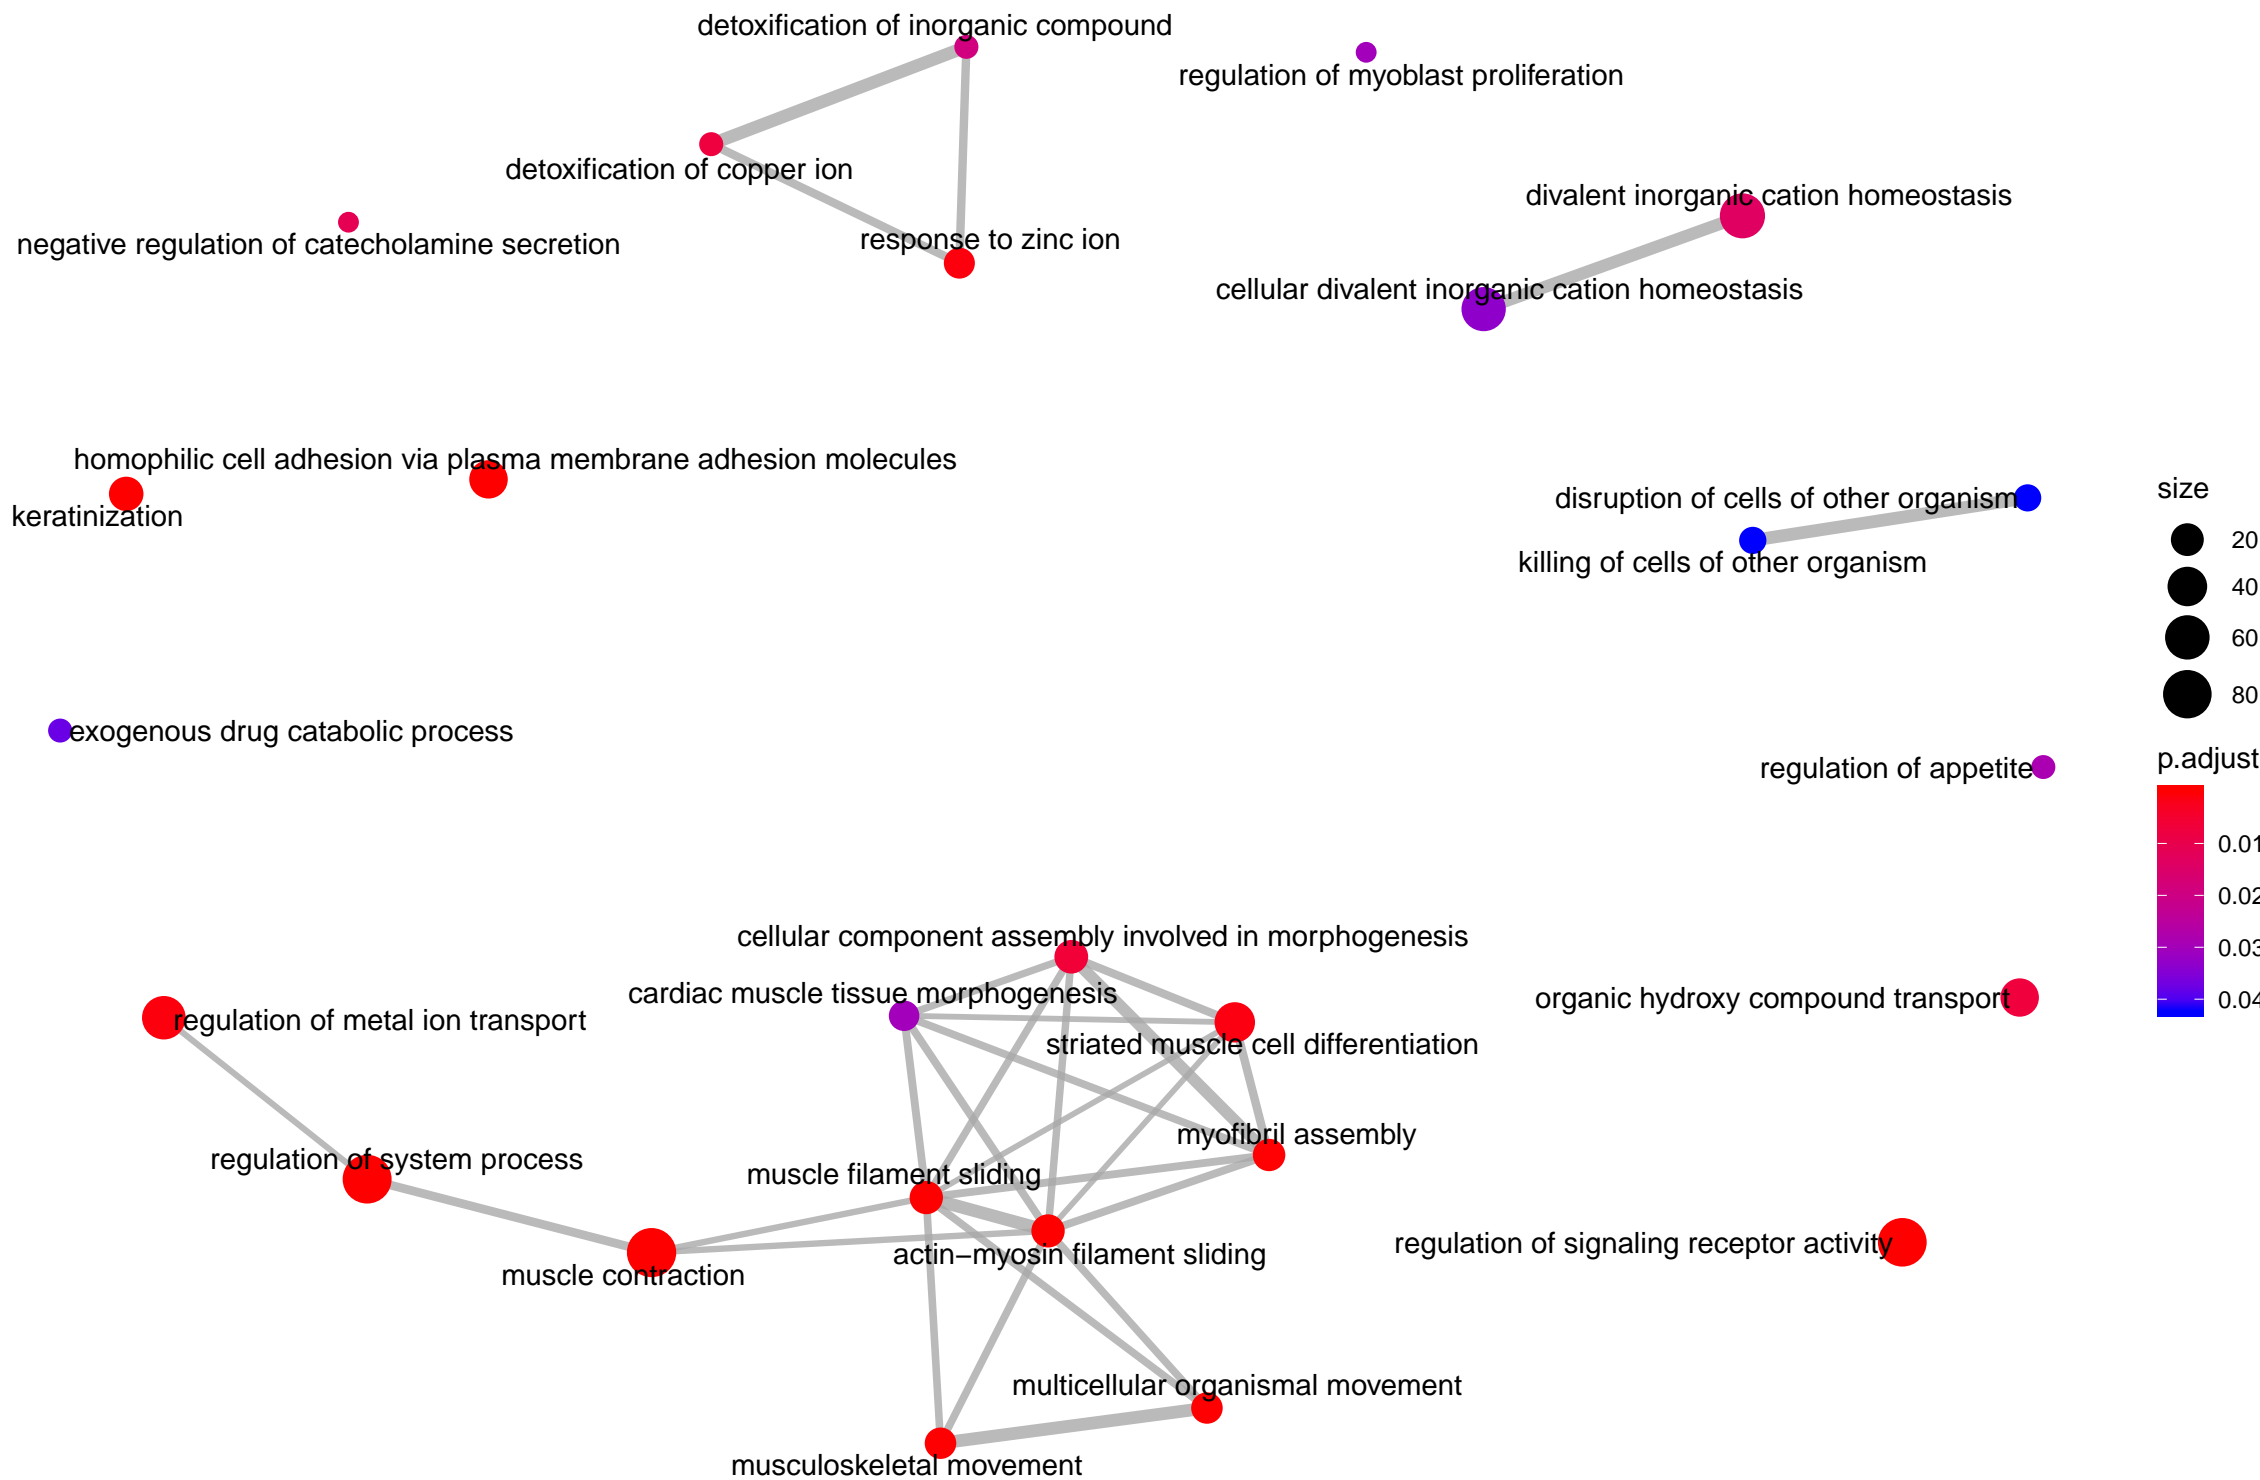 detoxification of inorganic compound
regulation of myoblast proliferation
detoxification of copper ion
divalent inorganic cation homeostasis
negative regulation of catecholamine secretion
response to zinc ion
cellular divalent inorganic cation homeostasis
homophilic cell adhesion via plasma membrane adhesion molecules
keratinization
disruption of cells of other organism
killing of cells of other organism
size
20
40
60
80
exogenous drug catabolic process
regulation of appetite
p.adjust
0.01
0.02
0.03
0.04
cellular component assembly involved in morphogenesis
cardiac muscle tissue morphogenesis
organic hydroxy compound transport
regulation of metal ion transport
striated muscle cell differentiation
myofibril assembly
regulation of system process
muscle filament sliding
regulation of signaling receptor activity
actin−myosin filament sliding
muscle contraction
multicellular organismal movement
musculoskeletal movement